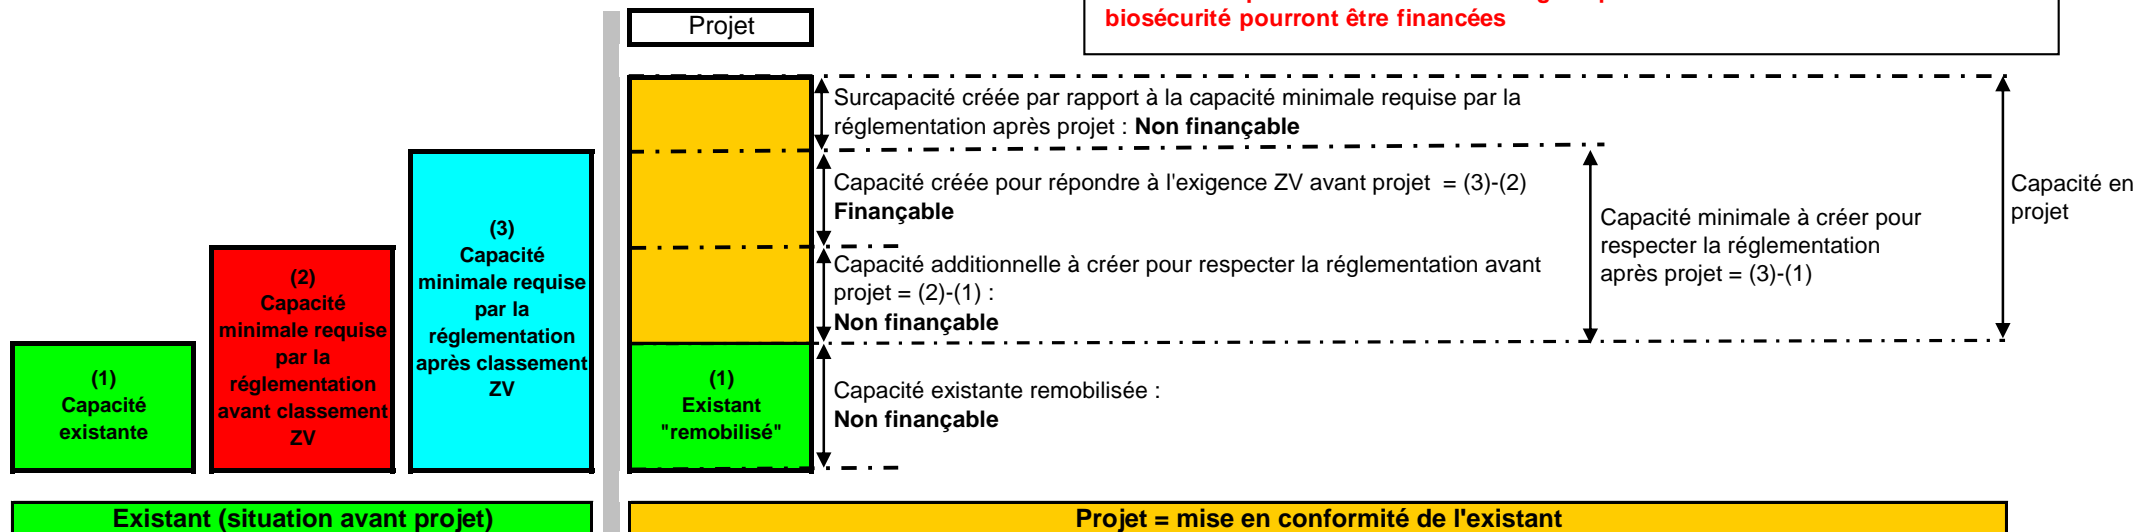 biosécurité pourront être financées
Projet
Surcapacité créée par rapport à la capacité minimale requise par la
réglementation après projet : Non finançable
Capacité créée pour répondre à l'exigence ZV avant projet = (3)-(2)
Finançable
Capacité additionnelle à créer pour respecter la réglementation avant
projet = (2)-(1) :
Non finançable
Capacité existante remobilisée :
Non finançable
Capacité minimale à créer pour
respecter la réglementation
après projet = (3)-(1)
Capacité en
projet
(1)
Capacité
existante
(2)
Capacité
minimale requise
par la
réglementation
avant classement
ZV
(3)
Capacité
minimale requise
par la
réglementation
après classement
ZV
(1)
Existant
"remobilisé"
Existant (situation avant projet)
Projet = mise en conformité de l'existant